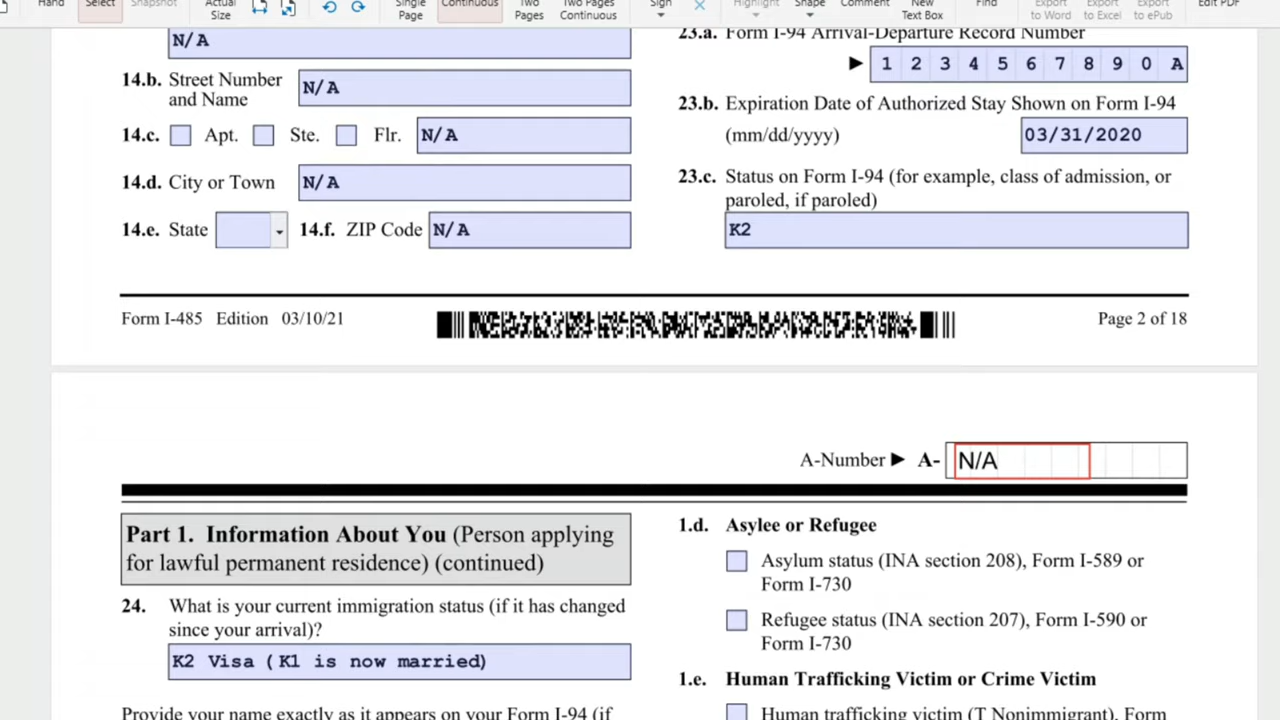 Hand
Select
Snapshot
Actual
Size
Single
Page
Continuous
Two
Pages
Two Pages
Continuous
Sign
Highlight
Shape
Comment
New
Text Box
Find
Export
to Word
Export
to Excel
Export
to ePub
Edit PDF
N/A
14.b. Street Number
and Name
N/A
14.c. Apt. Ste. Flr. N/A
14.d. City or Town N/A
14.e. State 14.f. ZIP Code N/A
23.a. Form I-94 Arrival-Departure Record Number
► 1 2 3 4 5 6 7 8 9 0 A
23.b. Expiration Date of Authorized Stay Shown on Form I-94
(mm/dd/yyyy) 03/31/2020
23.c. Status on Form I-94 (for example, class of admission, or
paroled, if paroled)
K2
Form I-485 Edition 03/10/21
Page 2 of 18
A-Number ► A- N/A
Part 1. Information About You (Person applying
for lawful permanent residence) (continued)
24. What is your current immigration status (if it has changed
since your arrival)?
K2 Visa (K1 is now married)
Provide your name exactly as it appears on your Form I-94 (if
1.d. Asylee or Refugee
Asylum status (INA section 208), Form I-589 or
Form I-730
Refugee status (INA section 207), Form I-590 or
Form I-730
1.e. Human Trafficking Victim or Crime Victim
Human trafficking victim (T Nonimmigrant), Form